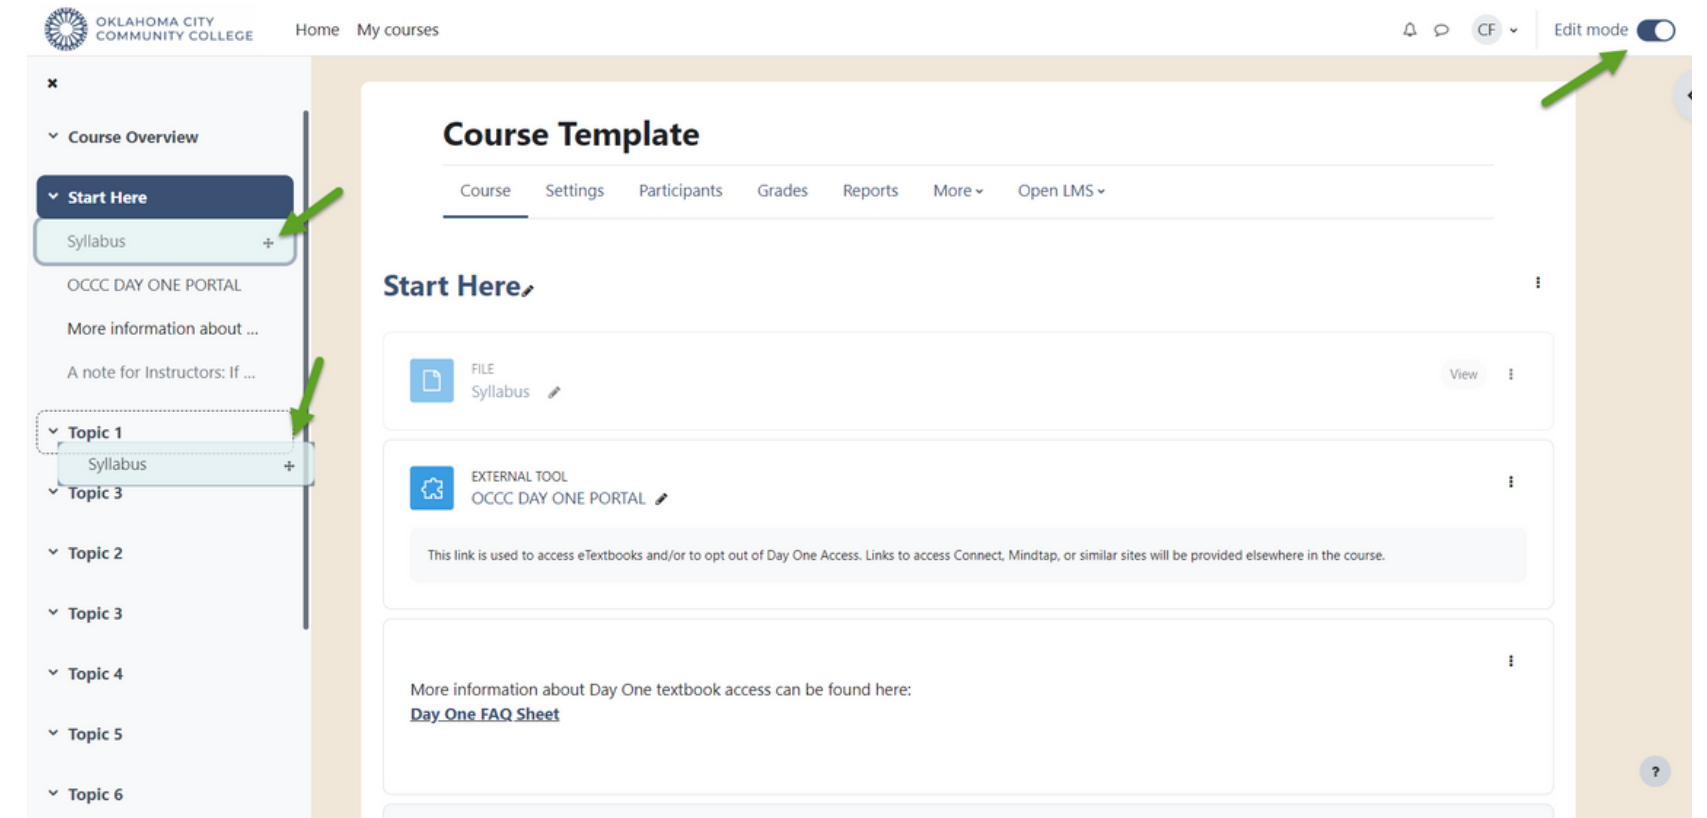 OKLAHOMA CITY
COMMUNITY COLLEGE
Home My courses
CF
Edit mode
Course Overview
Start Here
Syllabus
OCCC DAY ONE PORTAL
More information about ...
A note for Instructors: If ...
Topic 1
Syllabus
Topic 3
Topic 2
Topic 3
Topic 4
Topic 5
Topic 6
Course Template
Course Settings Participants Grades Reports More Open LMS
Start Here
FILE
Syllabus
View
EXTERNAL TOOL
OCCC DAY ONE PORTAL
This link is used to access eTextbooks and/or to opt out of Day One Access. Links to access Connect, Mindtap, or similar sites will be provided elsewhere in the course.
More information about Day One textbook access can be found here:
Day One FAQ Sheet
?